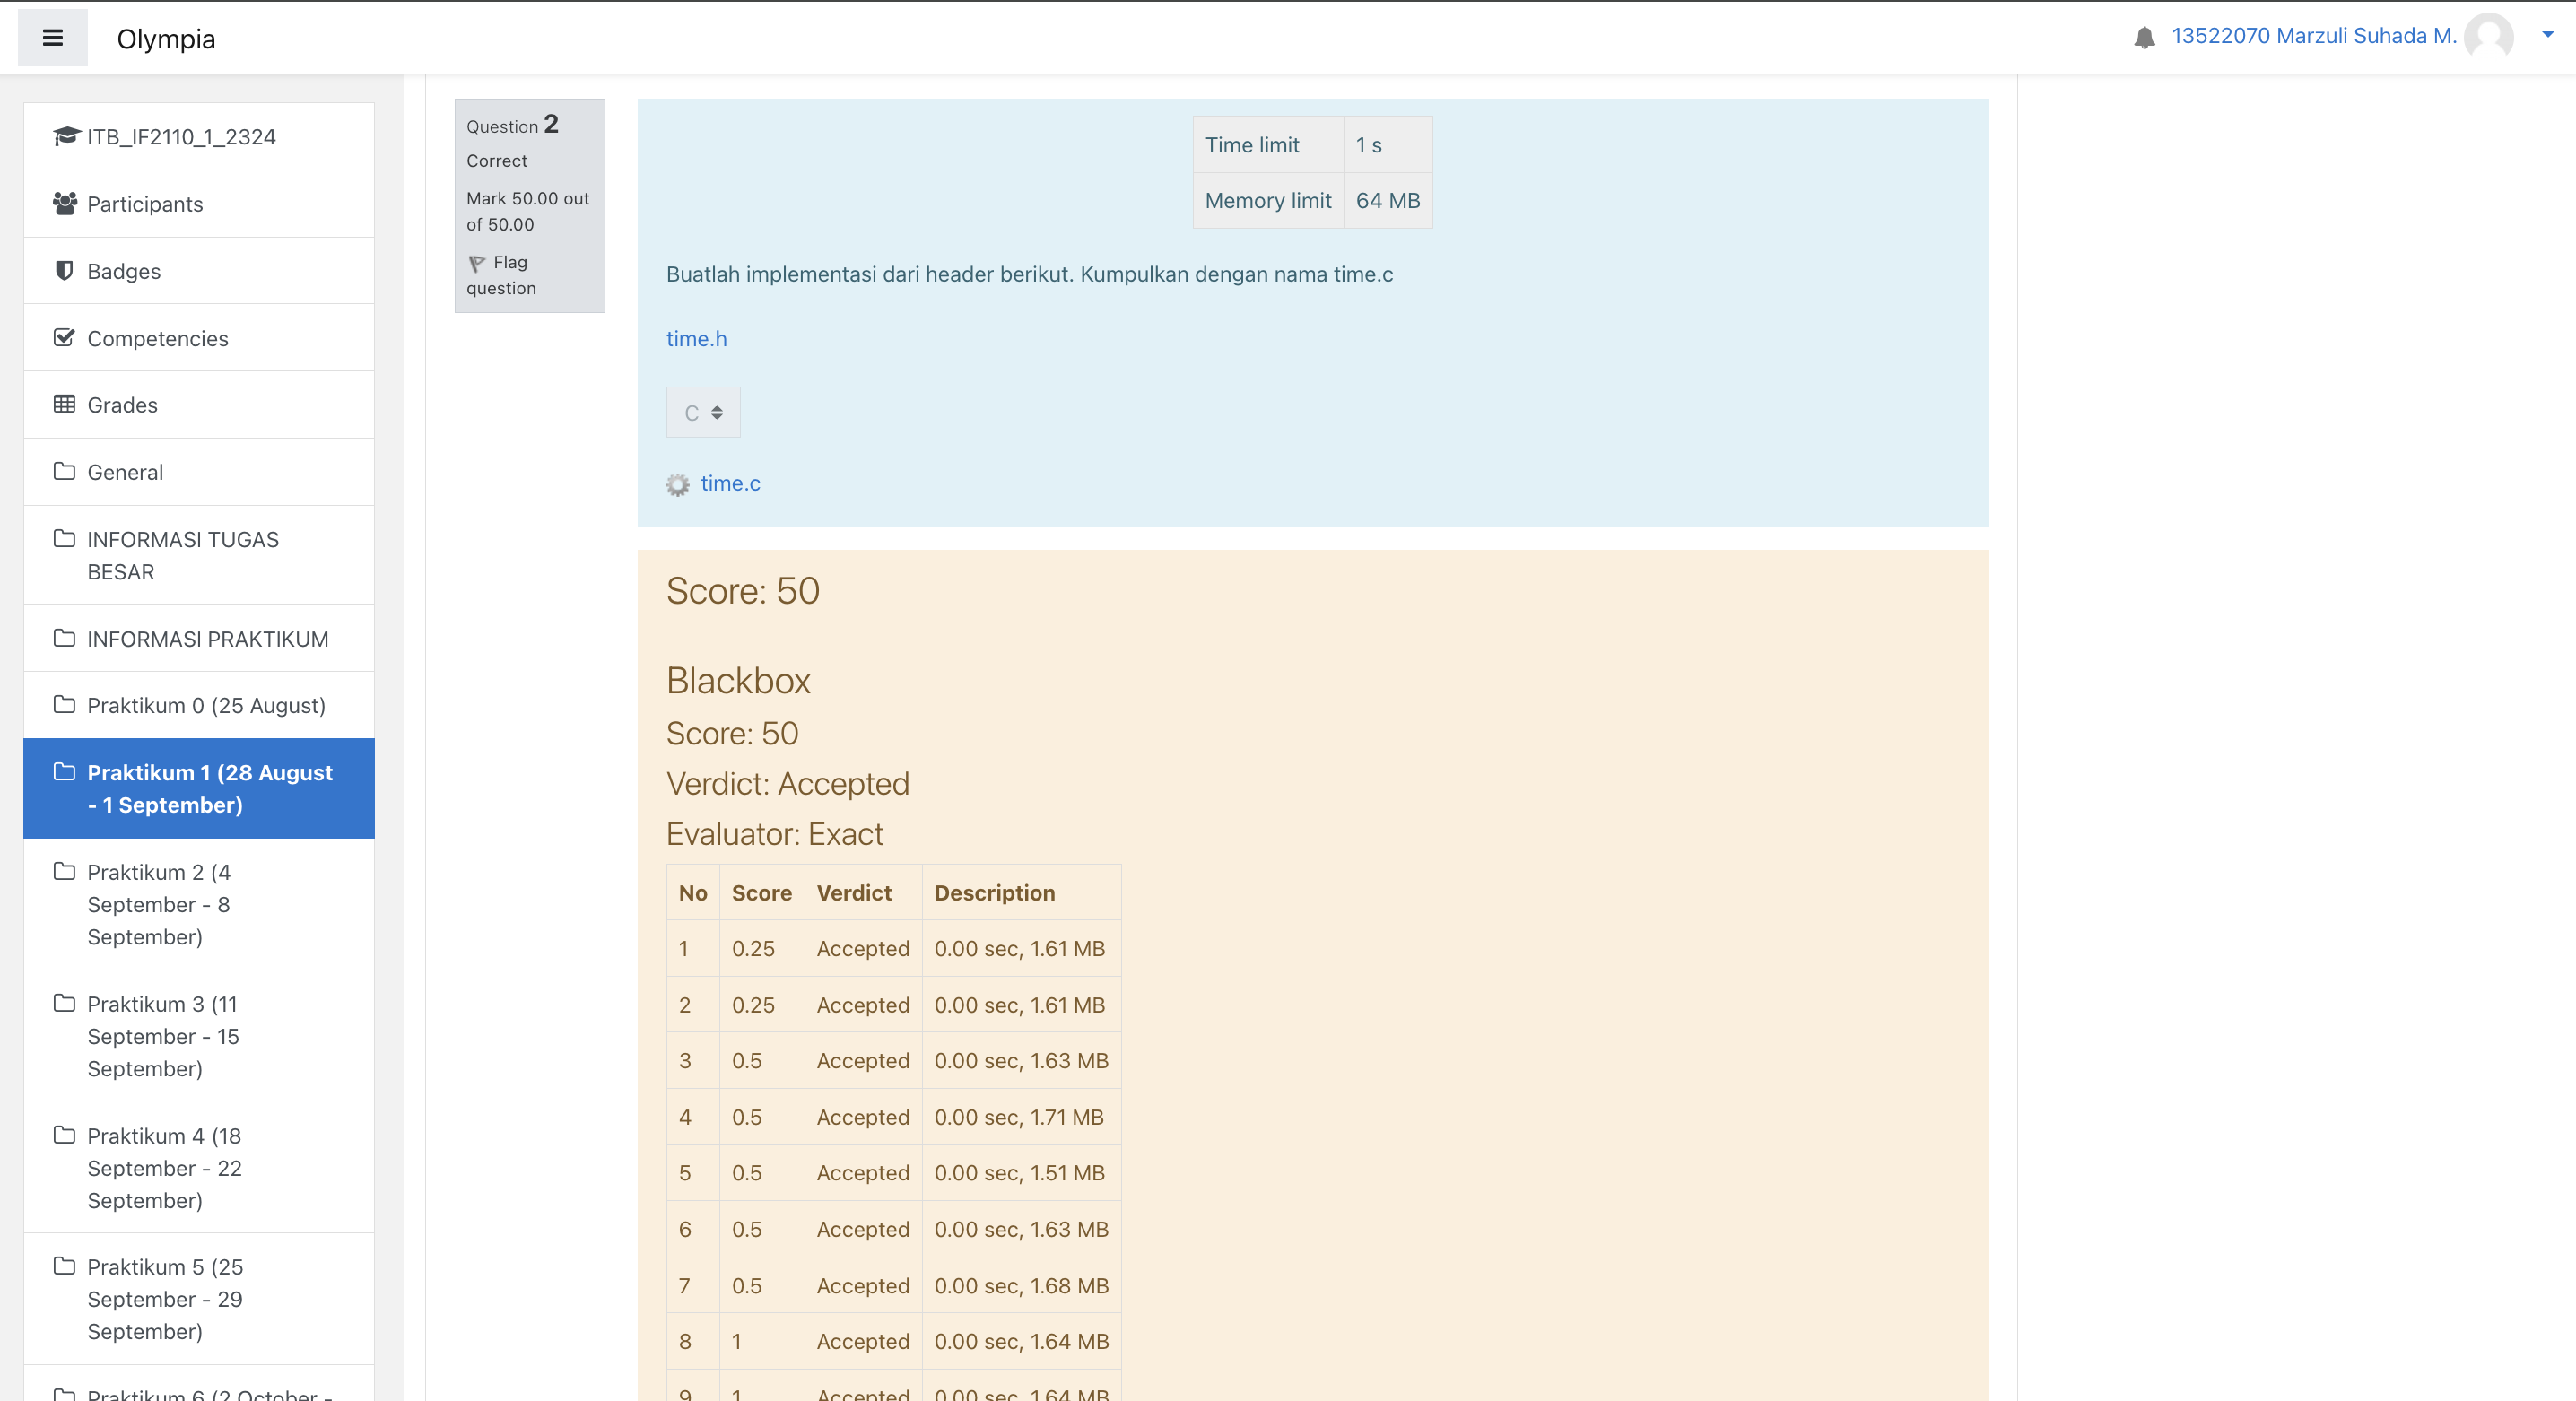 Olympia
13522070 Marzuli Suhada M.
ITB_IF2110_1_2324
Participants
Badges
Competencies
Grades
General
INFORMASI TUGAS
BESAR
INFORMASI PRAKTIKUM
Praktikum 0 (25 August)
Praktikum 1 (28 August
- 1 September)
Praktikum 2 (4
September - 8
September)
Praktikum 3 (11
September - 15
September)
Praktikum 4 (18
September - 22
September)
Praktikum 5 (25
September - 29
September)
Praktikum 6 (2 October -
Question 2
Correct
Mark 50.00 out
of 50.00
Flag
question
Time limit 1 s
Memory limit 64 MB
Buatlah implementasi dari header berikut. Kumpulkan dengan nama time.c
time.h
C
time.c
Score: 50
Blackbox
Score: 50
Verdict: Accepted
Evaluator: Exact
No Score Verdict Description
1 0.25 Accepted 0.00 sec, 1.61 MB
2 0.25 Accepted 0.00 sec, 1.61 MB
3 0.5 Accepted 0.00 sec, 1.63 MB
4 0.5 Accepted 0.00 sec, 1.71 MB
5 0.5 Accepted 0.00 sec, 1.51 MB
6 0.5 Accepted 0.00 sec, 1.63 MB
7 0.5 Accepted 0.00 sec, 1.68 MB
8 1 Accepted 0.00 sec, 1.64 MB
9 1 Accepted 0.00 sec, 1.64 MB